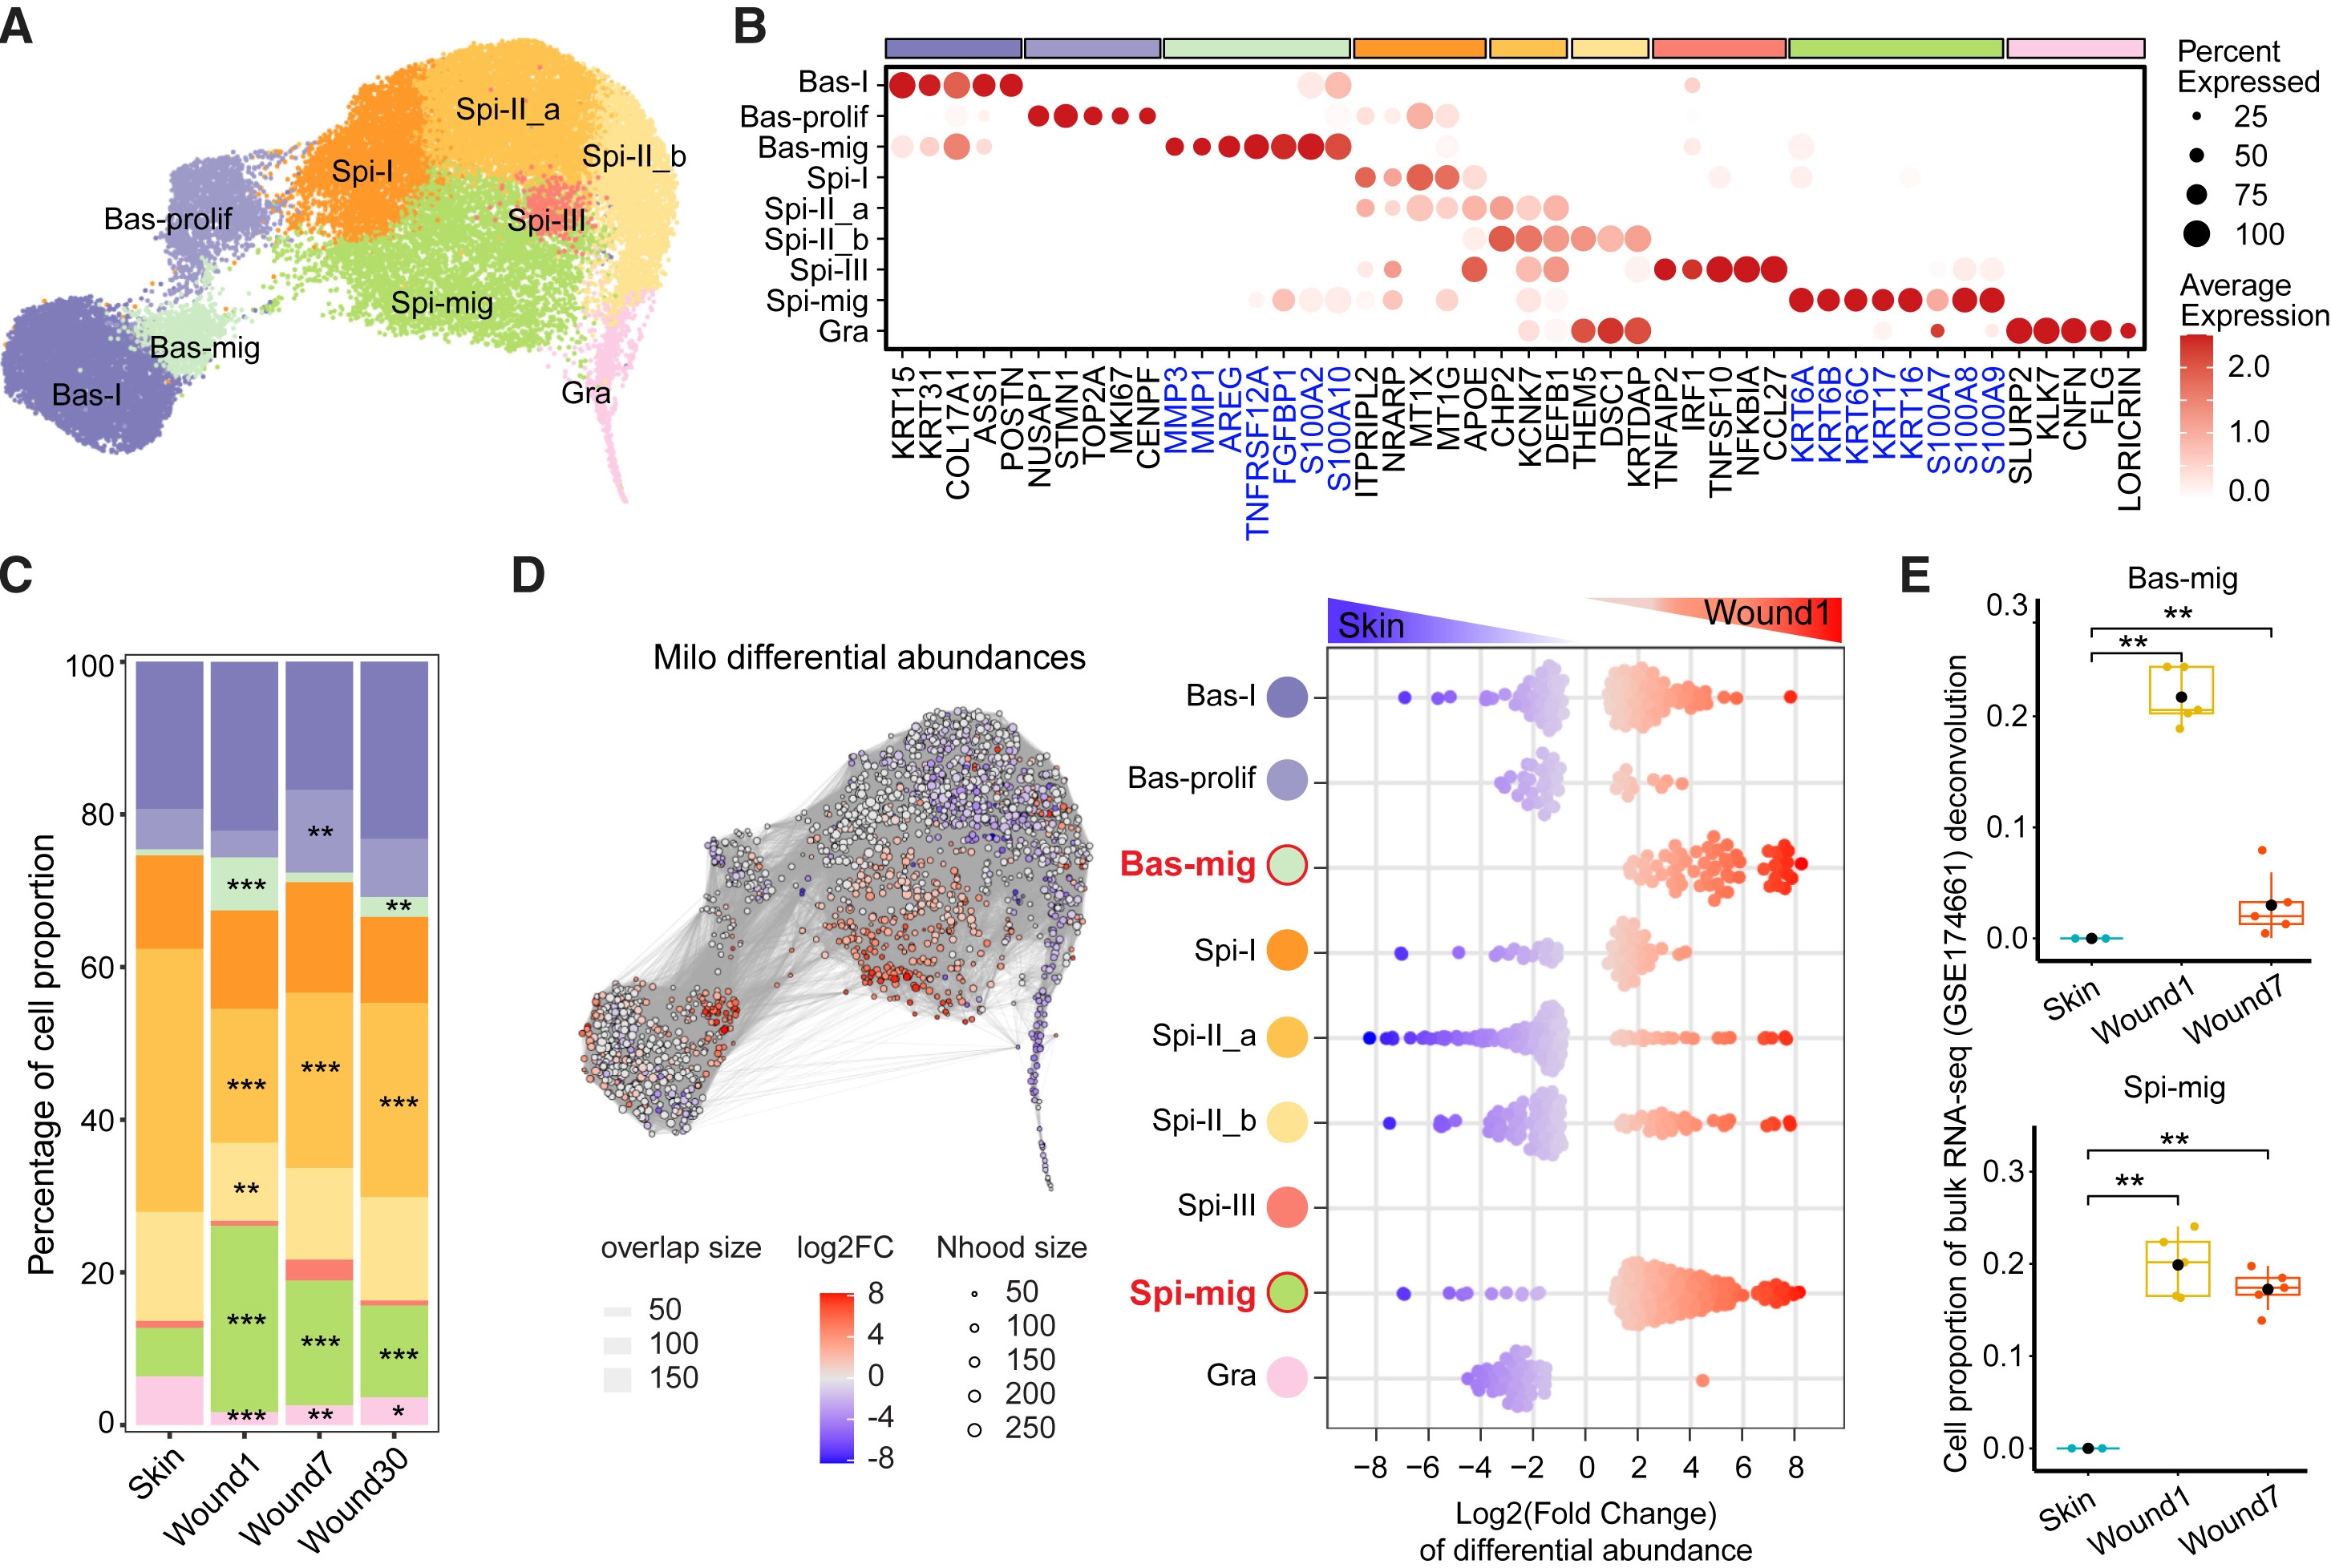 A
Spi-II_a
Spi-II_b
Spi-I
Bas-prolif
Spi-III
Spi-mig
Bas-mig
Bas-I
Gra
B
Bas-I
Bas-prolif
Bas-mig
Spi-I
Spi-II_a
Spi-II_b
Spi-III
Spi-mig
Gra
KRT15
KRT31
COL17A1
ASS1
POSTN
NUSAP1
STMN1
TOP2A
MKI67
CENPF
MMP3
MMP1
AREG
TNFRSF12A
FGFBP1
S100A2
S100A10
ITPRIPL2
NRARP
MT1X
MT1G
APOE
CHP2
KCNK7
DEFB1
THEM5
DSC1
KRTDAP
TNFAIP2
IRF1
TNFSF10
NFKBIA
CCL27
KRT6A
KRT6B
KRT6C
KRT17
KRT16
S100A7
S100A8
S100A9
SLURP2
KLK7
CNFN
FLG
LORICRIN
Percent
Expressed
25
50
75
100
Average
Expression
2.0
1.0
0.0
C
Percentage of cell proportion
100
80
60
40
20
0
***
***
**
***
***
**
***
***
**
**
***
***
*
Skin
Wound1
Wound7
Wound30
D
Milo differential abundances
overlap size
50
100
150
log2FC
8
4
0
-4
-8
Nhood size
50
100
150
200
250
Skin
Wound1
Bas-I
Bas-prolif
Bas-mig
Spi-I
Spi-II_a
Spi-II_b
Spi-III
Spi-mig
Gra
−8 −6 −4 −2 0 2 4 6 8
Log2(Fold Change)
of differential abundance
E
Cell proportion of bulk RNA-seq (GSE174661) deconvolution
Bas-mig
0.3
0.2
0.1
0.0
**
**
Skin
Wound1
Wound7
Spi-mig
0.3
0.2
0.1
0.0
**
**
Skin
Wound1
Wound7